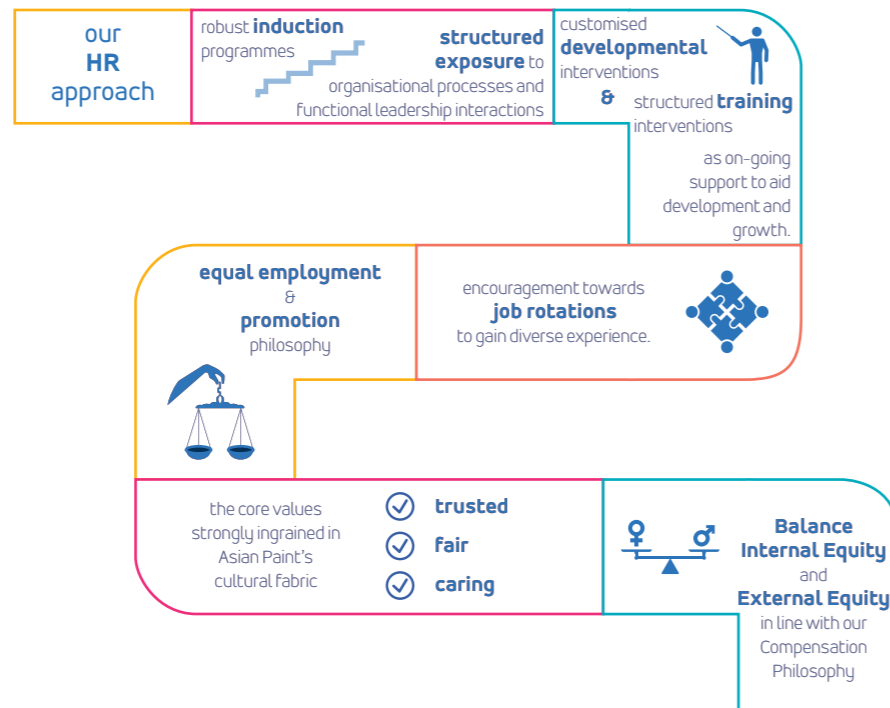 our
HR
approach
robust induction
programmes
structured
exposure to
organisational processes and
functional leadership interactions
customised
developmental
interventions
&
structured training
interventions
as on-going
support to aid
development and
growth.
encouragement towards
job rotations
to gain diverse experience.
equal employment
&
promotion
philosophy
the core values
strongly ingrained in
Asian Paint's
cultural fabric
trusted
fair
caring
Balance
Internal Equity
and
External Equity
in line with our
Compensation
Philosophy